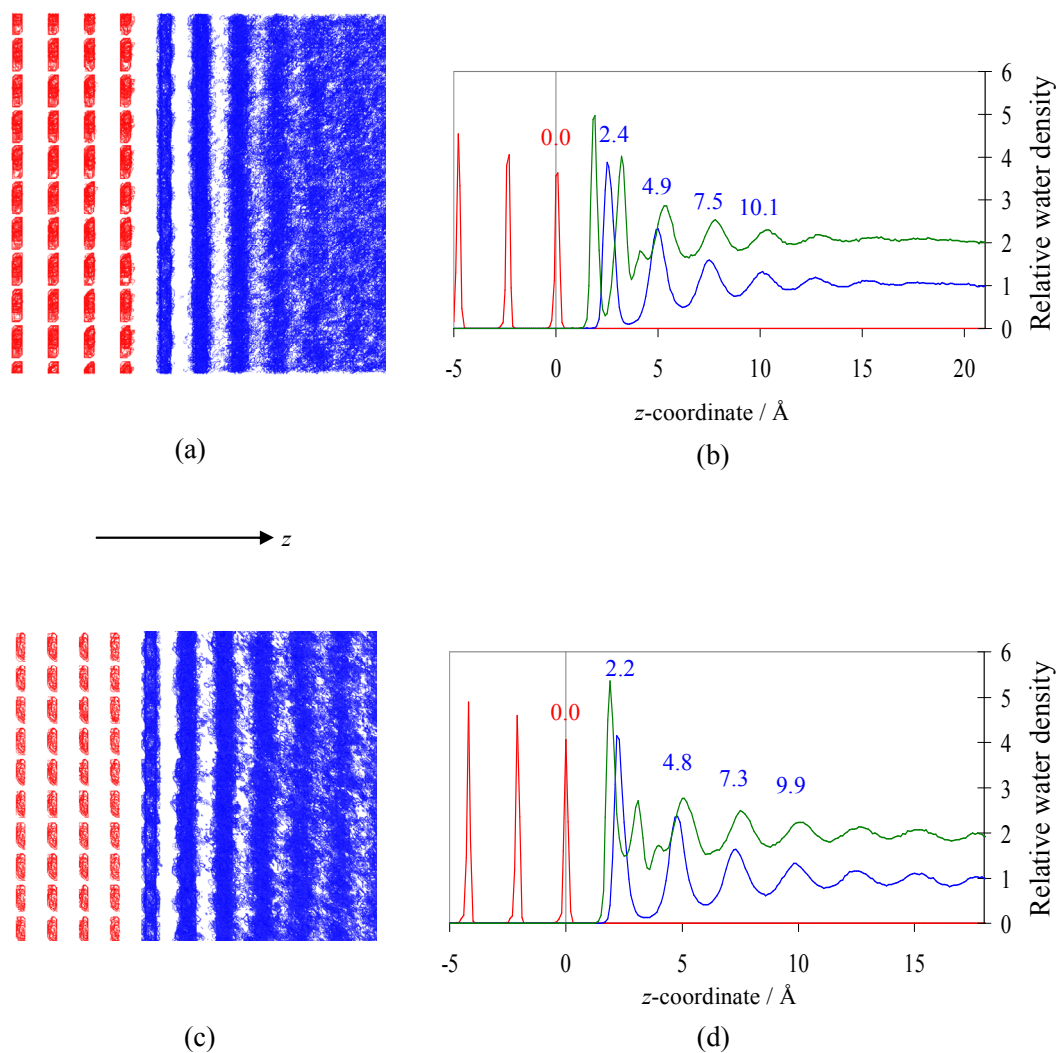 6
5
4
3
2
1
0
Relative water density
0.0
2.4
4.9
7.5
10.1
-5 0 5 10 15 20
z-coordinate / Å
(a)
(b)
z
6
5
4
3
2
1
0
Relative water density
2.2
0.0
4.8
7.3
9.9
-5 0 5 10 15
z-coordinate / Å
(c)
(d)